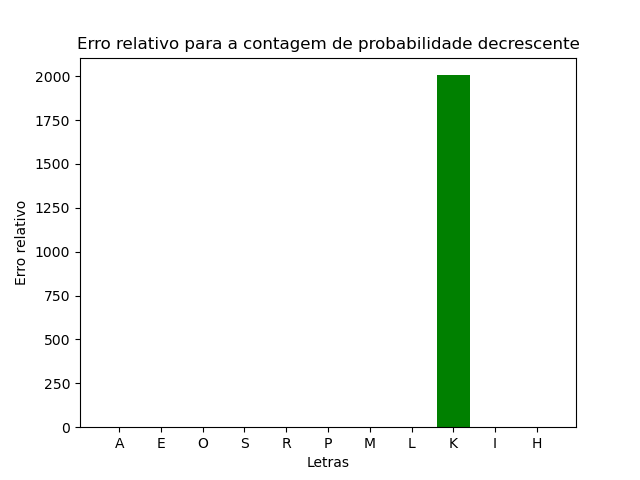 Erro relativo para a contagem de probabilidade decrescente
2000
1750
1500
1250
1000
750
500
250
0
Erro relativo
A E O S R P M L K I H
Letras